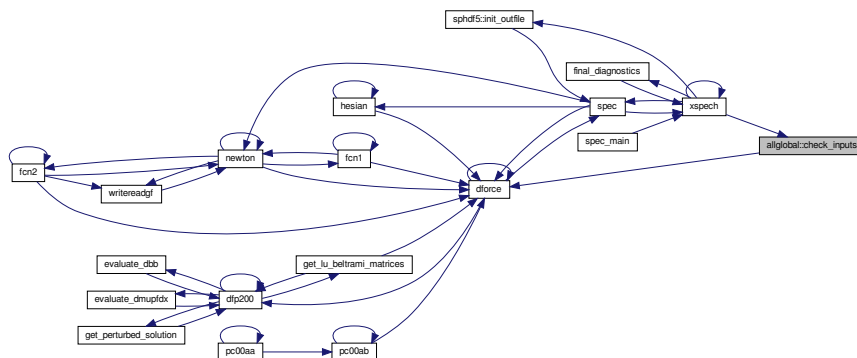 sphdf5::init_outfile
final_diagnostics
hesian
spec
xspech
spec_main
allglobal::check_inputs
newton
fcn1
fcn2
writereadgf
dforce
evaluate_dbb
get_lu_beltrami_matrices
evaluate_dmupfdx
dfp200
get_perturbed_solution
pc00aa
pc00ab